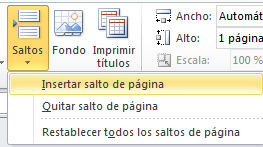 Saltos
Fondo
Imprimir
títulos
Ancho: Automát
Alto: 1 página
Escala: 100 %
Insertar salto de página
Quitar salto de página
Restablecer todos los saltos de página